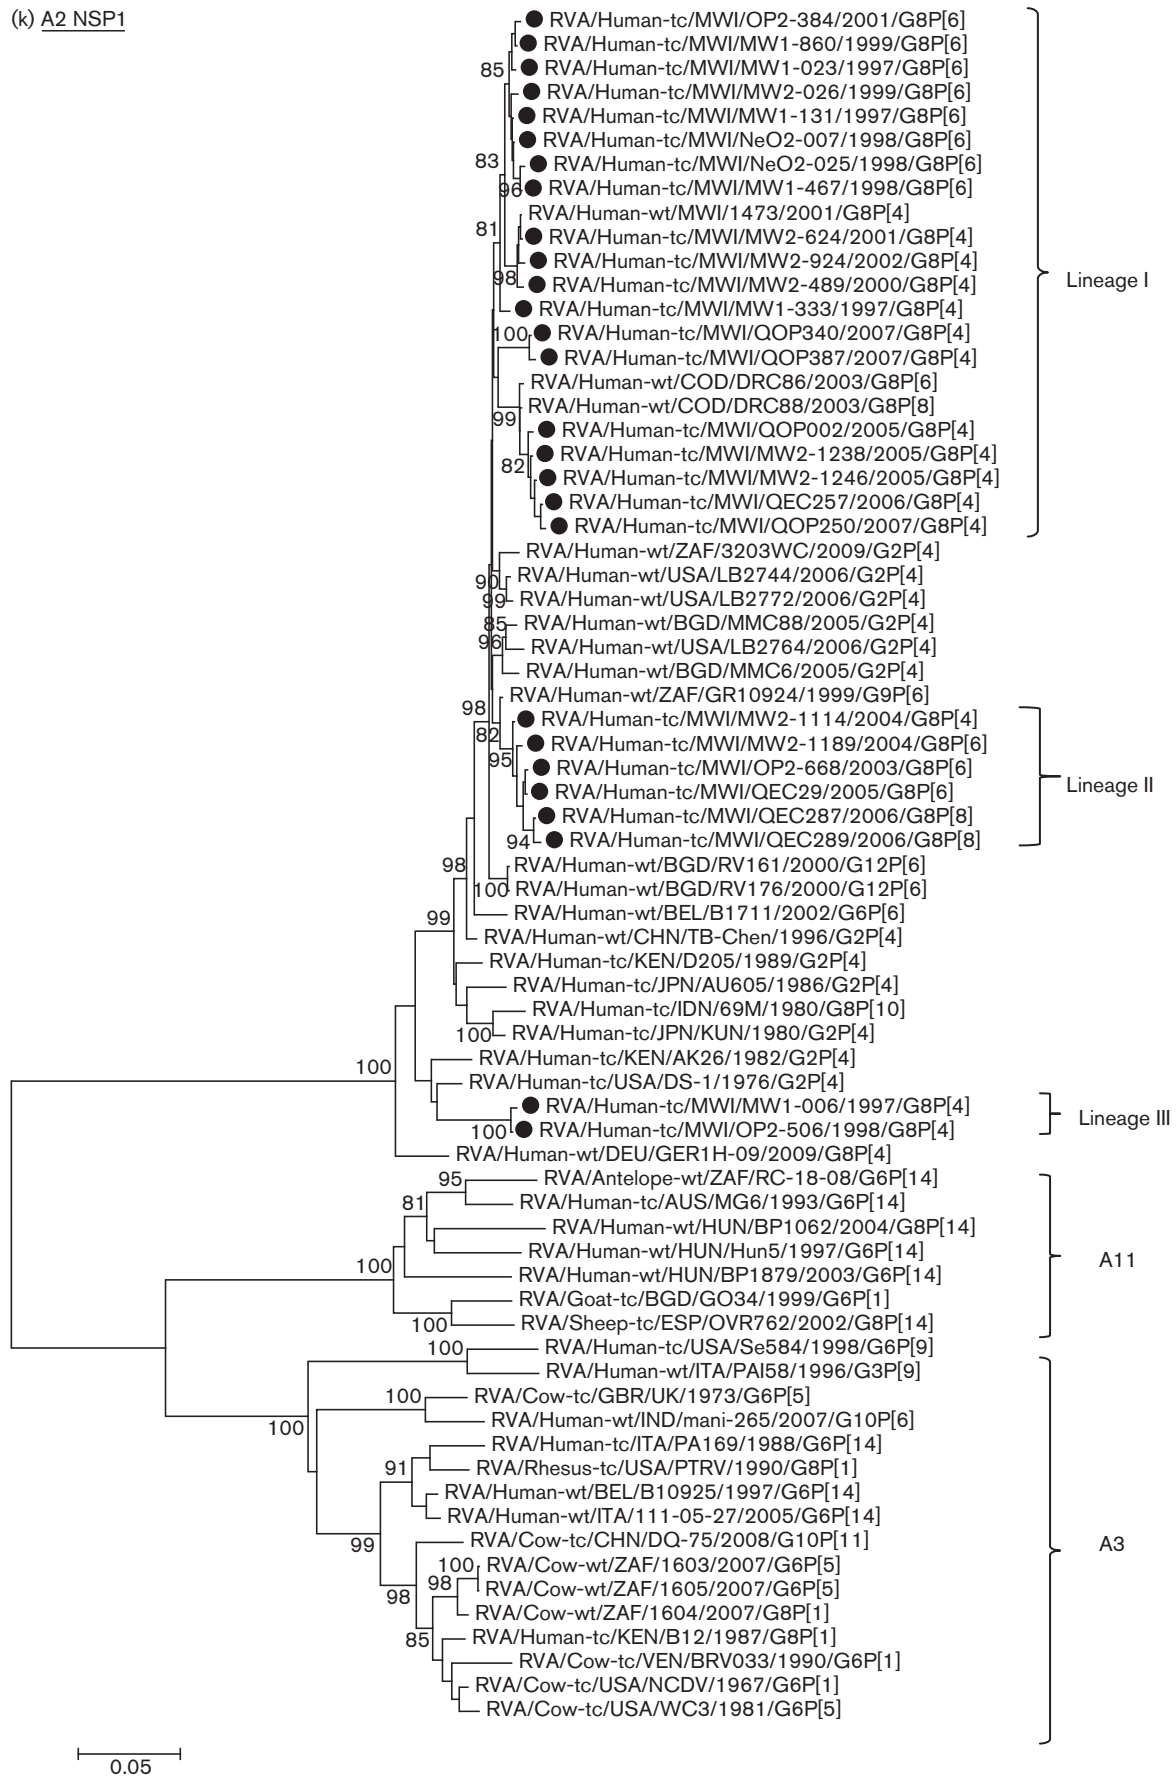 (k) A2 NSP1
RVA/Human-tc/MWI/OP2-384/2001/G8P[6]
RVA/Human-tc/MWI/MW1-860/1999/G8P[6]
85
RVA/Human-tc/MWI/MW1-023/1997/G8P[6]
RVA/Human-tc/MWI/MW2-026/1999/G8P[6]
RVA/Human-tc/MWI/MW1-131/1997/G8P[6]
RVA/Human-tc/MWI/NeO2-007/1998/G8P[6]
83
RVA/Human-tc/MWI/NeO2-025/1998/G8P[6]
96
RVA/Human-tc/MWI/MW1-467/1998/G8P[6]
RVA/Human-wt/MWI/1473/2001/G8P[4]
81
RVA/Human-tc/MWI/MW2-624/2001/G8P[4]
RVA/Human-tc/MWI/MW2-924/2002/G8P[4]
98
RVA/Human-tc/MWI/MW2-489/2000/G8P[4]
Lineage I
RVA/Human-tc/MWI/MW1-333/1997/G8P[4]
100
RVA/Human-tc/MWI/QOP340/2007/G8P[4]
RVA/Human-tc/MWI/QOP387/2007/G8P[4]
RVA/Human-wt/COD/DRC86/2003/G8P[6]
RVA/Human-wt/COD/DRC88/2003/G8P[8]
99
RVA/Human-tc/MWI/QOP002/2005/G8P[4]
RVA/Human-tc/MWI/MW2-1238/2005/G8P[4]
82
RVA/Human-tc/MWI/MW2-1246/2005/G8P[4]
RVA/Human-tc/MWI/QEC257/2006/G8P[4]
RVA/Human-tc/MWI/QOP250/2007/G8P[4]
RVA/Human-wt/ZAF/3203WC/2009/G2P[4]
RVA/Human-wt/USA/LB2744/2006/G2P[4]
90
99
RVA/Human-wt/USA/LB2772/2006/G2P[4]
85
RVA/Human-wt/BGD/MMC88/2005/G2P[4]
96
RVA/Human-wt/USA/LB2764/2006/G2P[4]
RVA/Human-wt/BGD/MMC6/2005/G2P[4]
RVA/Human-wt/ZAF/GR10924/1999/G9P[6]
98
RVA/Human-tc/MWI/MW2-1114/2004/G8P[4]
82
RVA/Human-tc/MWI/MW2-1189/2004/G8P[6]
95
RVA/Human-tc/MWI/OP2-668/2003/G8P[6]
Lineage II
RVA/Human-tc/MWI/QEC29/2005/G8P[6]
RVA/Human-tc/MWI/QEC287/2006/G8P[8]
94
RVA/Human-tc/MWI/QEC289/2006/G8P[8]
98
RVA/Human-wt/BGD/RV161/2000/G12P[6]
100
RVA/Human-wt/BGD/RV176/2000/G12P[6]
RVA/Human-wt/BEL/B1711/2002/G6P[6]
99
RVA/Human-wt/CHN/TB-Chen/1996/G2P[4]
RVA/Human-tc/KEN/D205/1989/G2P[4]
RVA/Human-tc/JPN/AU605/1986/G2P[4]
RVA/Human-tc/IDN/69M/1980/G8P[10]
100
RVA/Human-tc/JPN/KUN/1980/G2P[4]
RVA/Human-tc/KEN/AK26/1982/G2P[4]
100
RVA/Human-tc/USA/DS-1/1976/G2P[4]
RVA/Human-tc/MWI/MW1-006/1997/G8P[4]
Lineage III
100
RVA/Human-tc/MWI/OP2-506/1998/G8P[4]
RVA/Human-wt/DEU/GER1H-09/2009/G8P[4]
95
RVA/Antelope-wt/ZAF/RC-18-08/G6P[14]
81
RVA/Human-tc/AUS/MG6/1993/G6P[14]
RVA/Human-wt/HUN/BP1062/2004/G8P[14]
RVA/Human-wt/HUN/Hun5/1997/G6P[14]
A11
100
RVA/Human-wt/HUN/BP1879/2003/G6P[14]
RVA/Goat-tc/BGD/GO34/1999/G6P[1]
100
RVA/Sheep-tc/ESP/OVR762/2002/G8P[14]
100
RVA/Human-tc/USA/Se584/1998/G6P[9]
RVA/Human-wt/ITA/PAI58/1996/G3P[9]
100
RVA/Cow-tc/GBR/UK/1973/G6P[5]
100
RVA/Human-wt/IND/mani-265/2007/G10P[6]
RVA/Human-tc/ITA/PA169/1988/G6P[14]
91
RVA/Rhesus-tc/USA/PTRV/1990/G8P[1]
RVA/Human-wt/BEL/B10925/1997/G6P[14]
RVA/Human-wt/ITA/111-05-27/2005/G6P[14]
99
RVA/Cow-tc/CHN/DQ-75/2008/G10P[11]
A3
100
RVA/Cow-wt/ZAF/1603/2007/G6P[5]
98
RVA/Cow-wt/ZAF/1605/2007/G6P[5]
98
RVA/Cow-wt/ZAF/1604/2007/G8P[1]
85
RVA/Human-tc/KEN/B12/1987/G8P[1]
RVA/Cow-tc/VEN/BRV033/1990/G6P[1]
RVA/Cow-tc/USA/NCDV/1967/G6P[1]
RVA/Cow-tc/USA/WC3/1981/G6P[5]
0.05